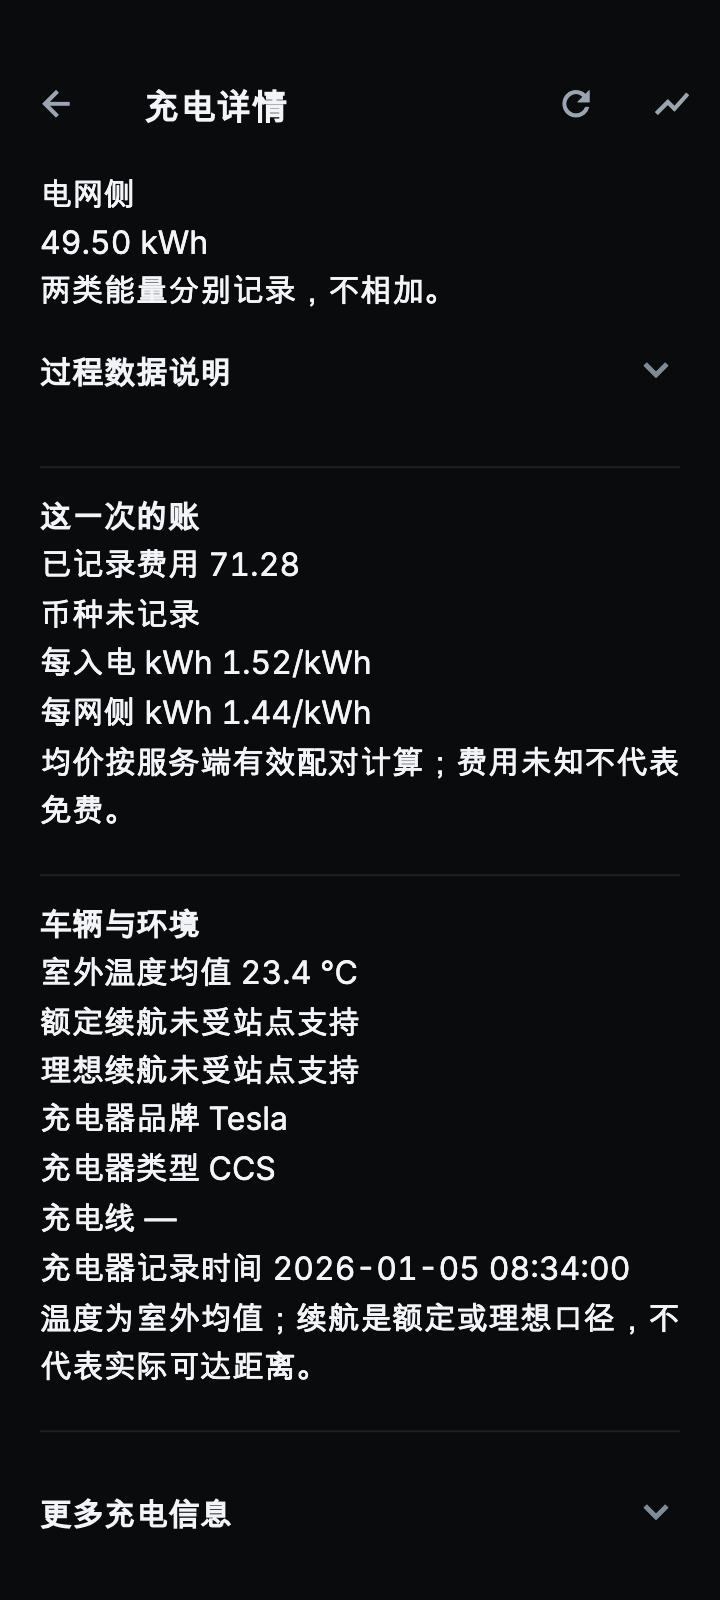 充电详情
电网侧
49.50 kWh
两类能量分别记录，不相加。
过程数据说明
这一次的账
已记录费用 71.28
币种未记录
每入电 kWh 1.52/kWh
每网侧 kWh 1.44/kWh
均价按服务端有效配对计算；费用未知不代表
免费。
车辆与环境
室外温度均值 23.4 °C
额定续航未受站点支持
理想续航未受站点支持
充电器品牌 Tesla
充电器类型 CCS
充电线 —
充电器记录时间 2026-01-05 08:34:00
温度为室外均值；续航是额定或理想口径，不
代表实际可达距离。
更多充电信息